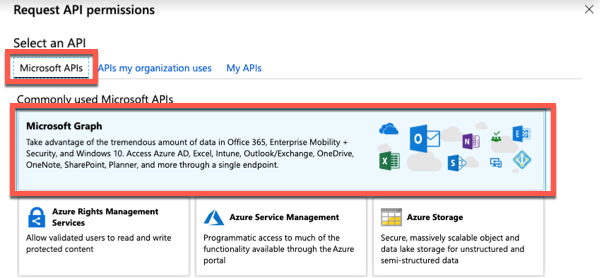 Request API permissions
Select an API
Microsoft APIs
APIs my organization uses
My APIs
Commonly used Microsoft APIs
Microsoft Graph
Take advantage of the tremendous amount of data in Office 365, Enterprise Mobility +
Security, and Windows 10. Access Azure AD, Excel, Intune, Outlook/Exchange, OneDrive,
OneNote, SharePoint, Planner, and more through a single endpoint.
Azure Rights Management
Services
Allow validated users to read and write
protected content
Azure Service Management
Programmatic access to much of the
functionality available through the Azure
portal
Azure Storage
Secure, massively scalable object and
data lake storage for unstructured and
semi-structured data